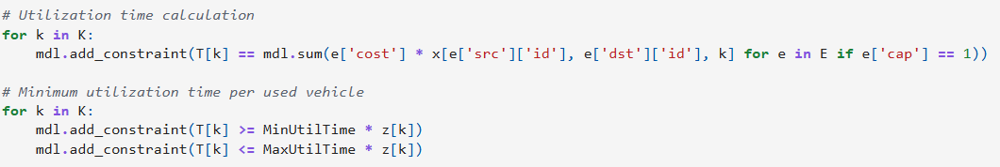 # Utilization time calculation
for k in K:
    mdl.add_constraint(T[k] == mdl.sum(e['cost'] * x[e['src']['id'], e['dst']['id'], k] for e in E if e['cap'] == 1))
# Minimum utilization time per used vehicle
for k in K:
    mdl.add_constraint(T[k] >= MinUtilTime * z[k])
    mdl.add_constraint(T[k] <= MaxUtilTime * z[k])